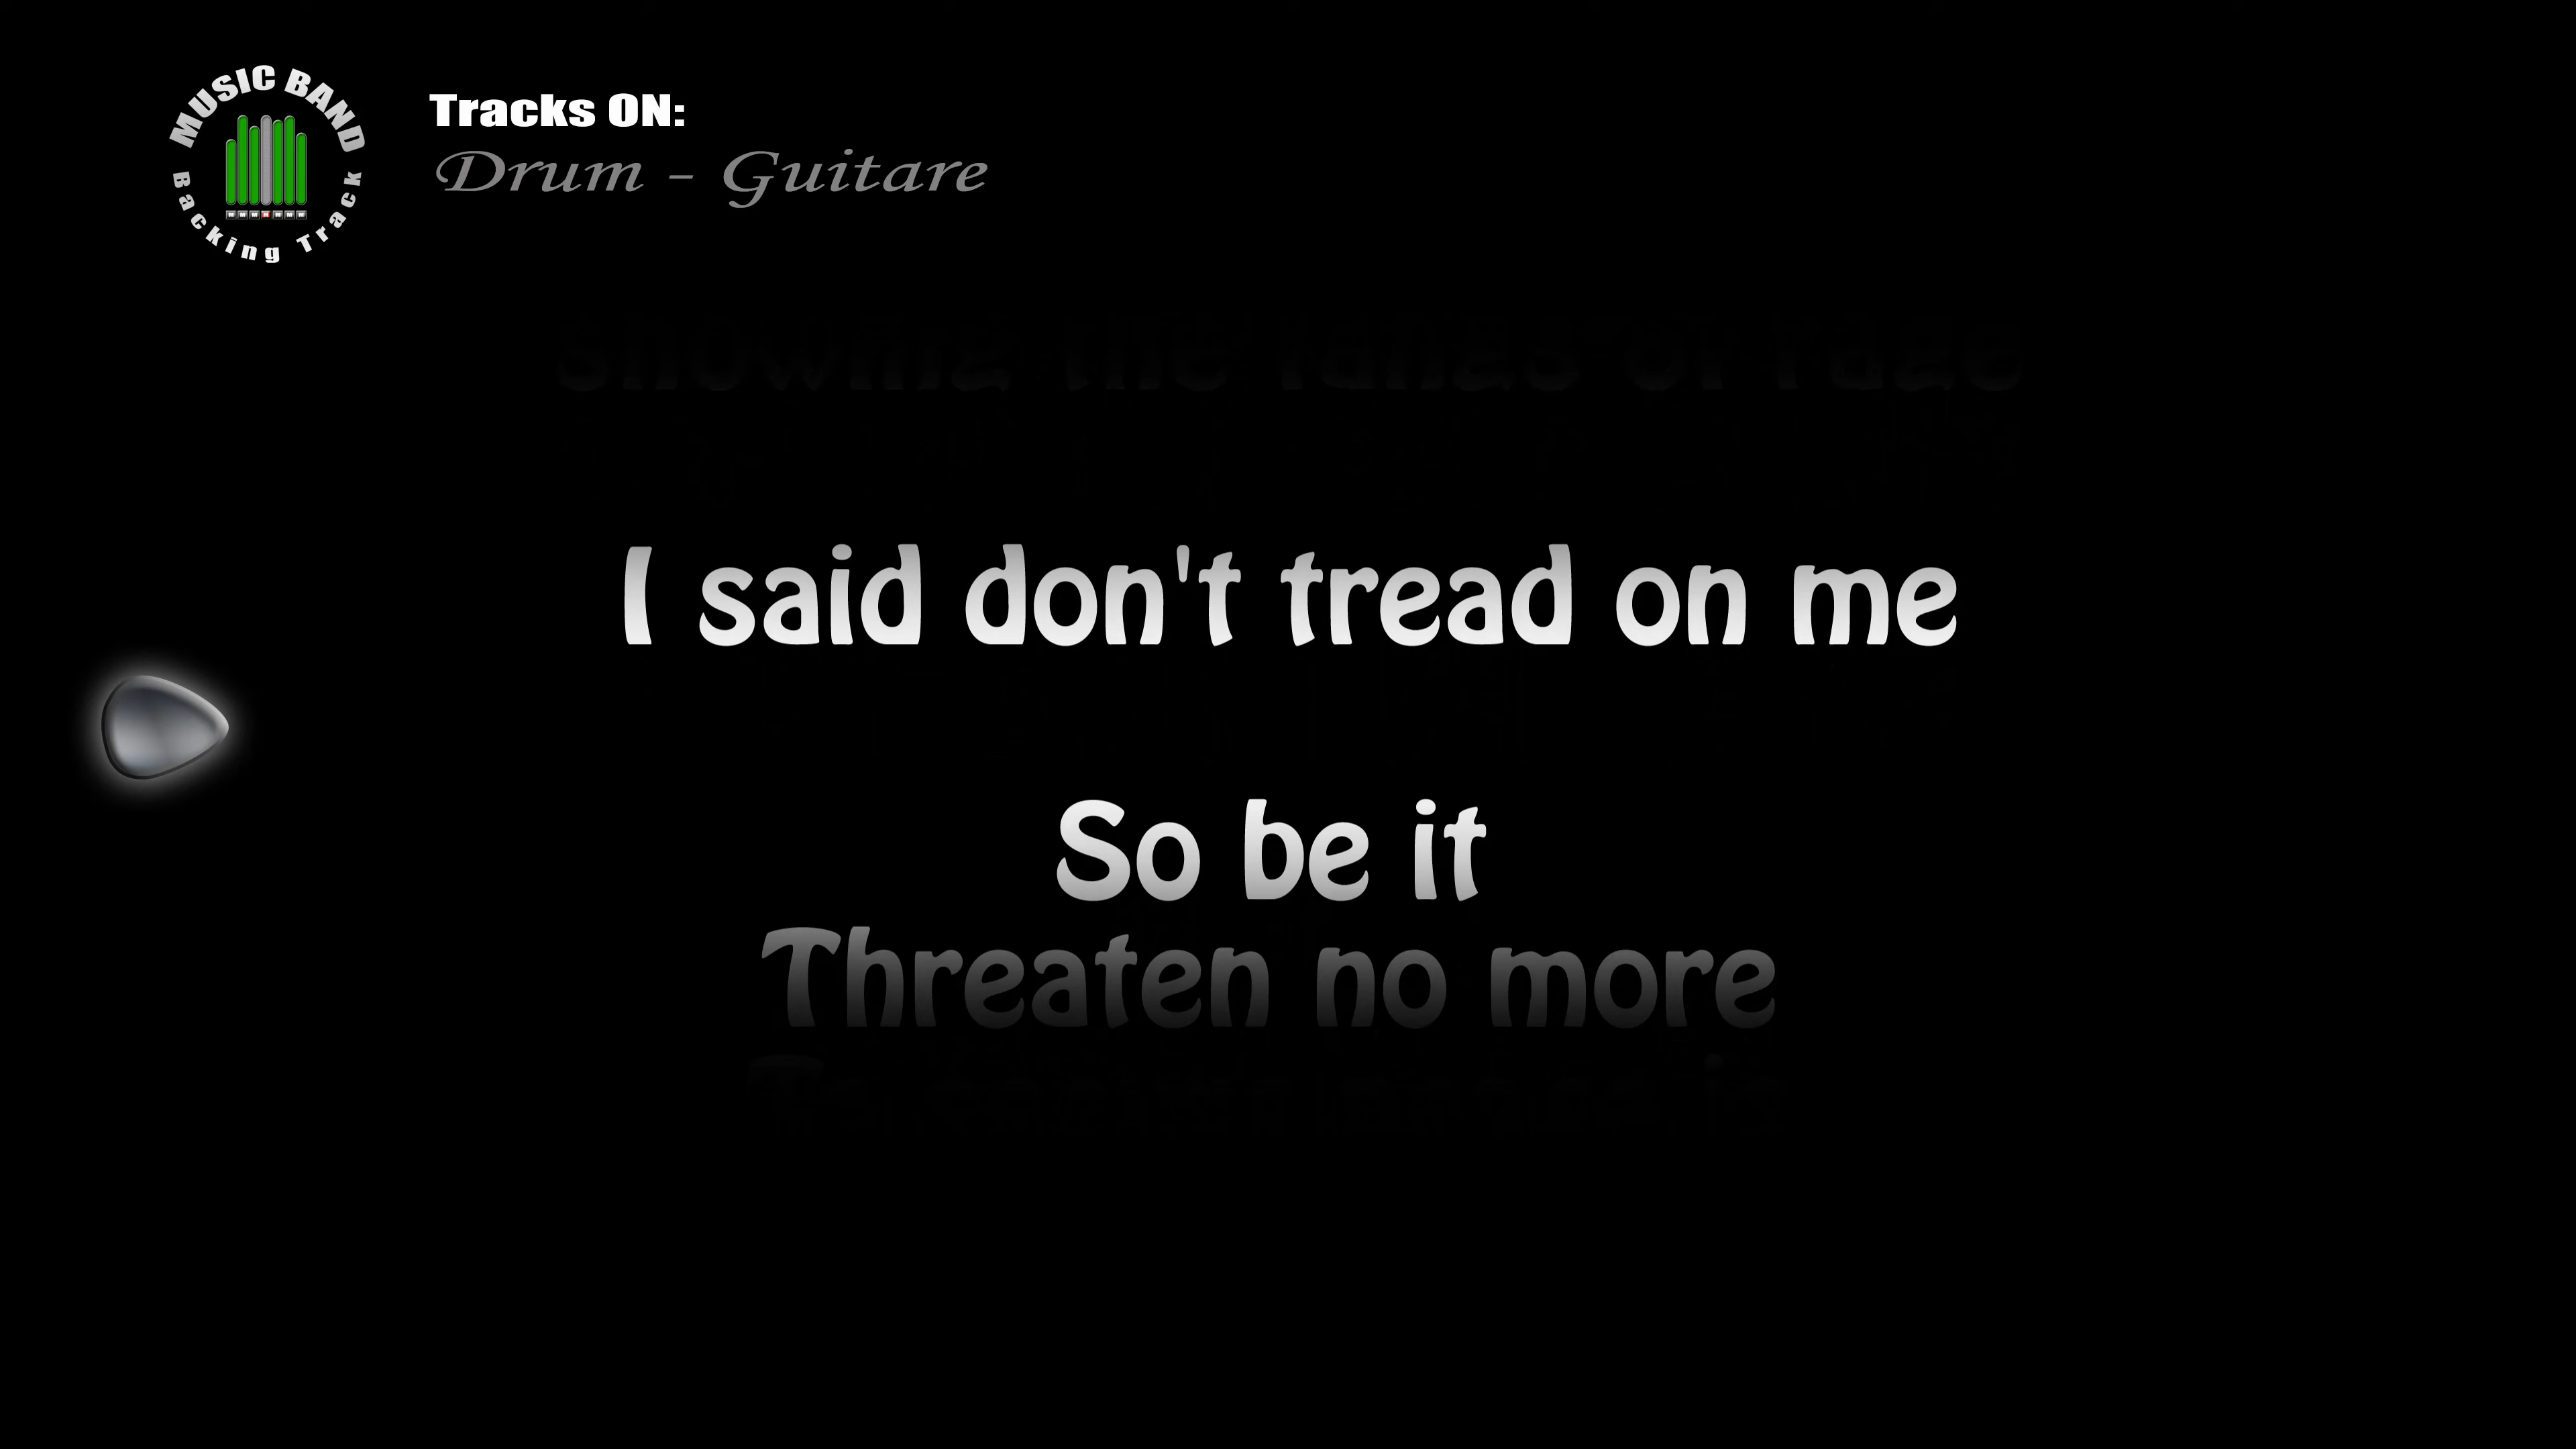 MUSIC BAND
Backing Track
Tracks ON:
Drum - Guitare
showing the fangs of rage
I said don't tread on me
So be it
Threaten no more